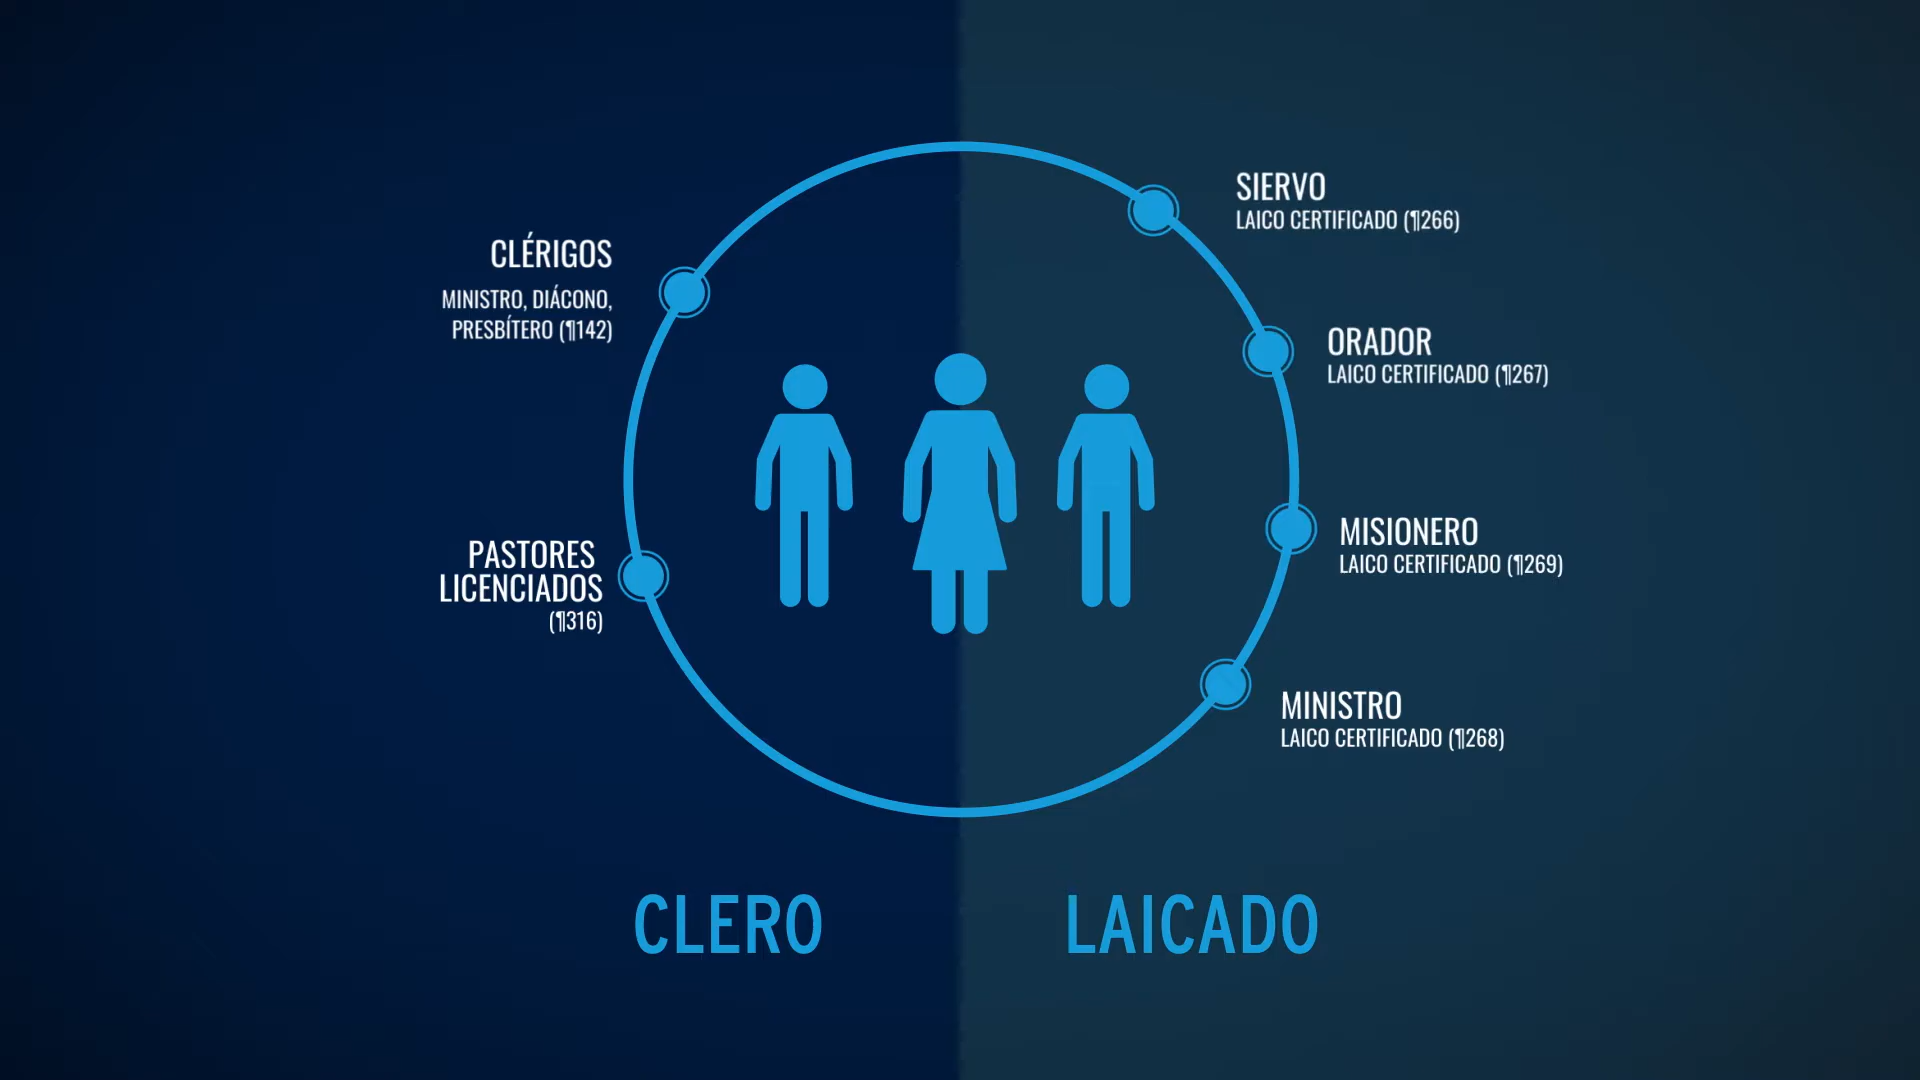 CLÉRIGOS
MINISTRO, DIÁCONO,
PRESBÍTERO (¶142)
PASTORES
LICENCIADOS
(¶316)
SIERVO
LAICO CERTIFICADO (¶266)
ORADOR
LAICO CERTIFICADO (¶267)
MISIONERO
LAICO CERTIFICADO (¶269)
MINISTRO
LAICO CERTIFICADO (¶268)
CLERO
LAICADO